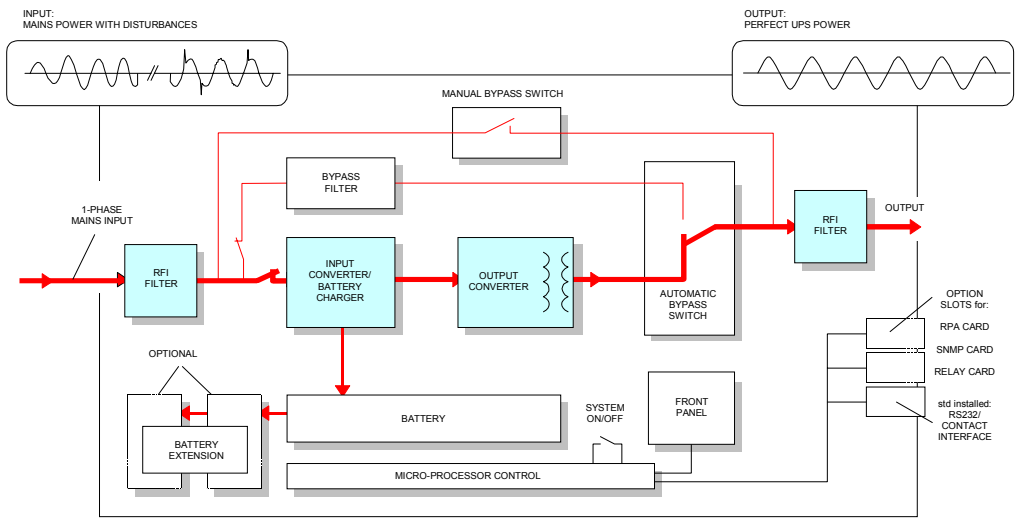 INPUT:
MAINS POWER WITH DISTURBANCES
OUTPUT:
PERFECT UPS POWER
MANUAL BYPASS SWITCH
BYPASS
FILTER
1-PHASE
MAINS INPUT
OUTPUT
RFI
FILTER
RFI
FILTER
INPUT
CONVERTER/
BATTERY
CHARGER
OUTPUT
CONVERTER
AUTOMATIC
BYPASS
SWITCH
OPTION
SLOTS for:
RPA CARD
SNMP CARD
RELAY CARD
std installed:
RS232/
CONTACT
INTERFACE
OPTIONAL
BATTERY
EXTENSION
BATTERY
SYSTEM
ON/OFF
FRONT
PANEL
MICRO-PROCESSOR CONTROL